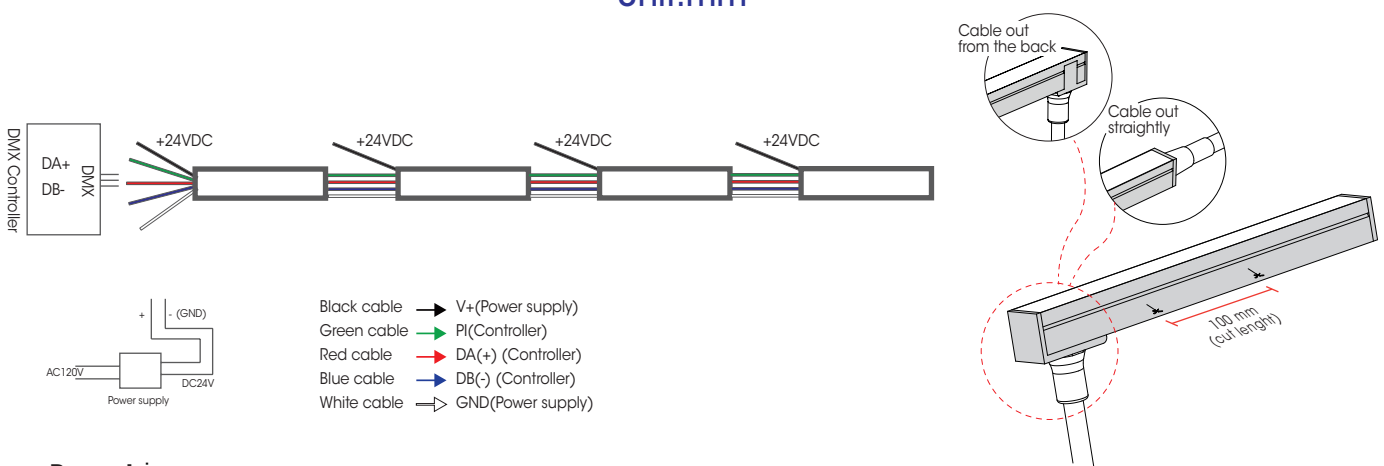 Cable out
from the back
Cable out
straightly
+24VDC
+24VDC
+24VDC
+24VDC
DMX Controller
DA+
DB-
DMX
+
- (GND)
AC120V
DC24V
Power supply
Black cable V+(Power supply)
Green cable PI(Controller)
Red cable DA(+) (Controller)
Blue cable DB(-) (Controller)
White cable GND(Power supply)
100 mm
(cut lenght)